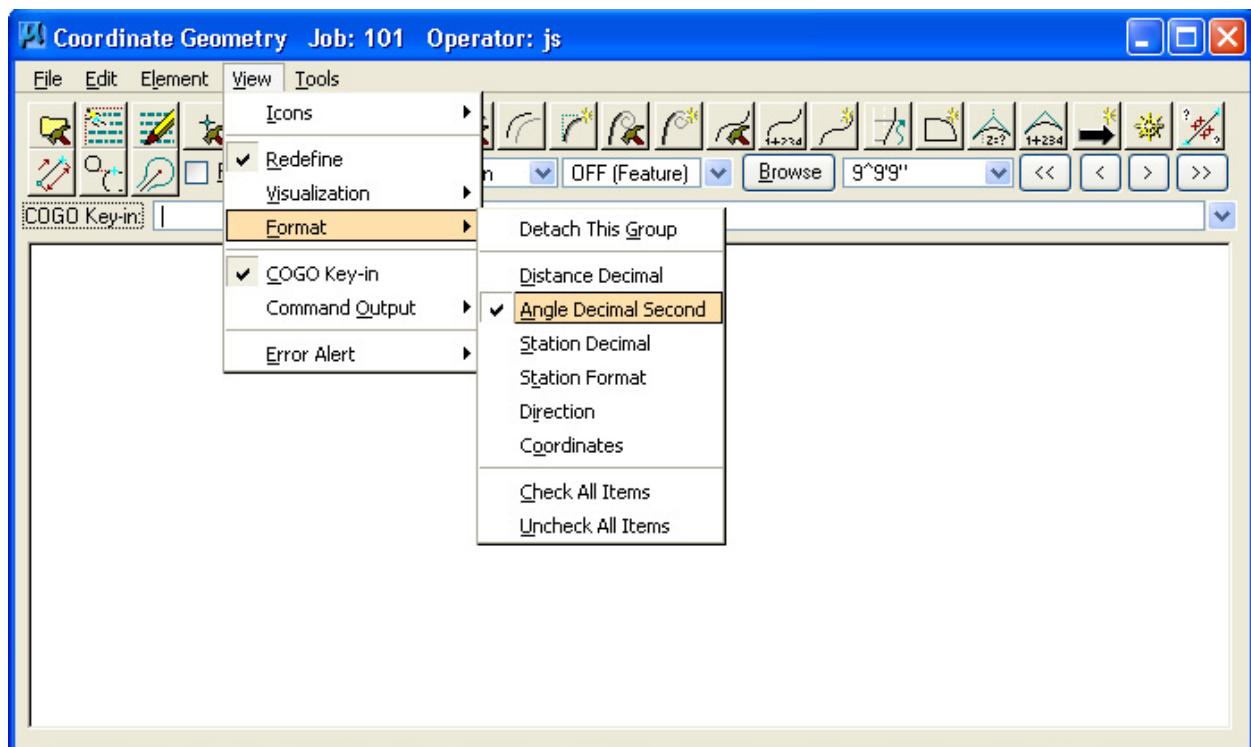 Coordinate Geometry Job: 101 Operator: js
File Edit Element View Tools
Icons
Redefine
Visualization
Format
COGO Key-in
Command Output
Error Alert
1+234 2=? 1+234
OFF (Feature) Browse 9^9'9" << < > >>
COGO Key-in:
Detach This Group
Distance Decimal
Angle Decimal Second
Station Decimal
Station Format
Direction
Coordinates
Check All Items
Uncheck All Items